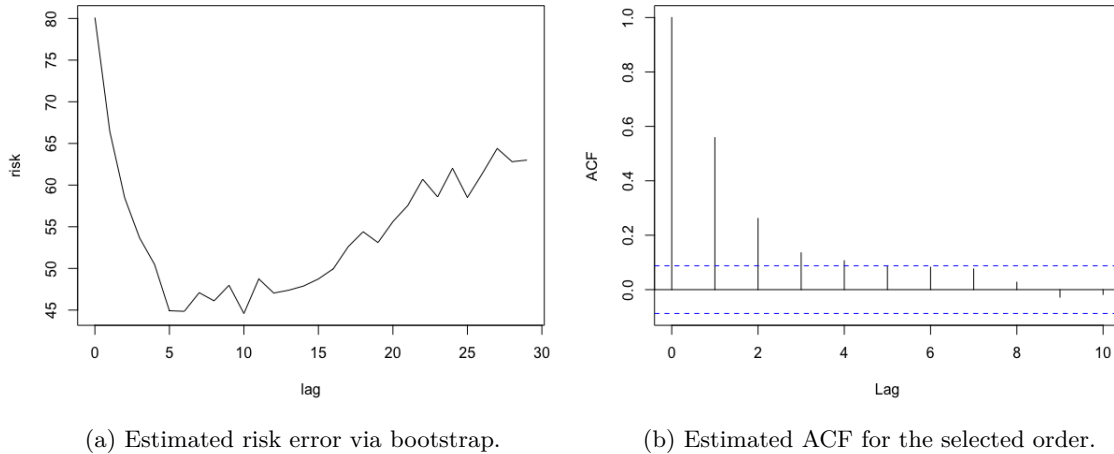 80
75
70
65
60
55
50
45
risk
0 5 10 15 20 25 30
lag
1.0
0.8
0.6
0.4
0.2
0.0
ACF
0 2 4 6 8 10
Lag
(a) Estimated risk error via bootstrap.
(b) Estimated ACF for the selected order.